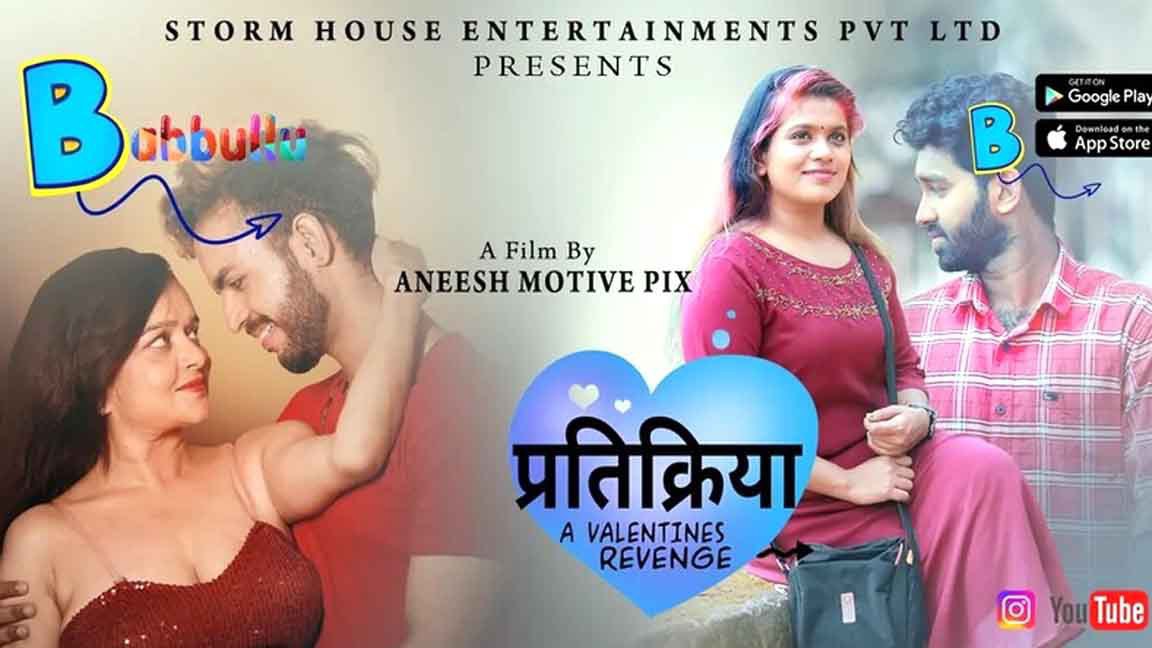 STORM HOUSE ENTERTAINMENTS PVT LTD
PRESENTS
Babbullu
B
GET IT ON
Google Play
Download on the
App Store
A Film By
ANEESH MOTIVE PIX
प्रतिक्रिया
A VALENTINES
REVENGE
YouTube